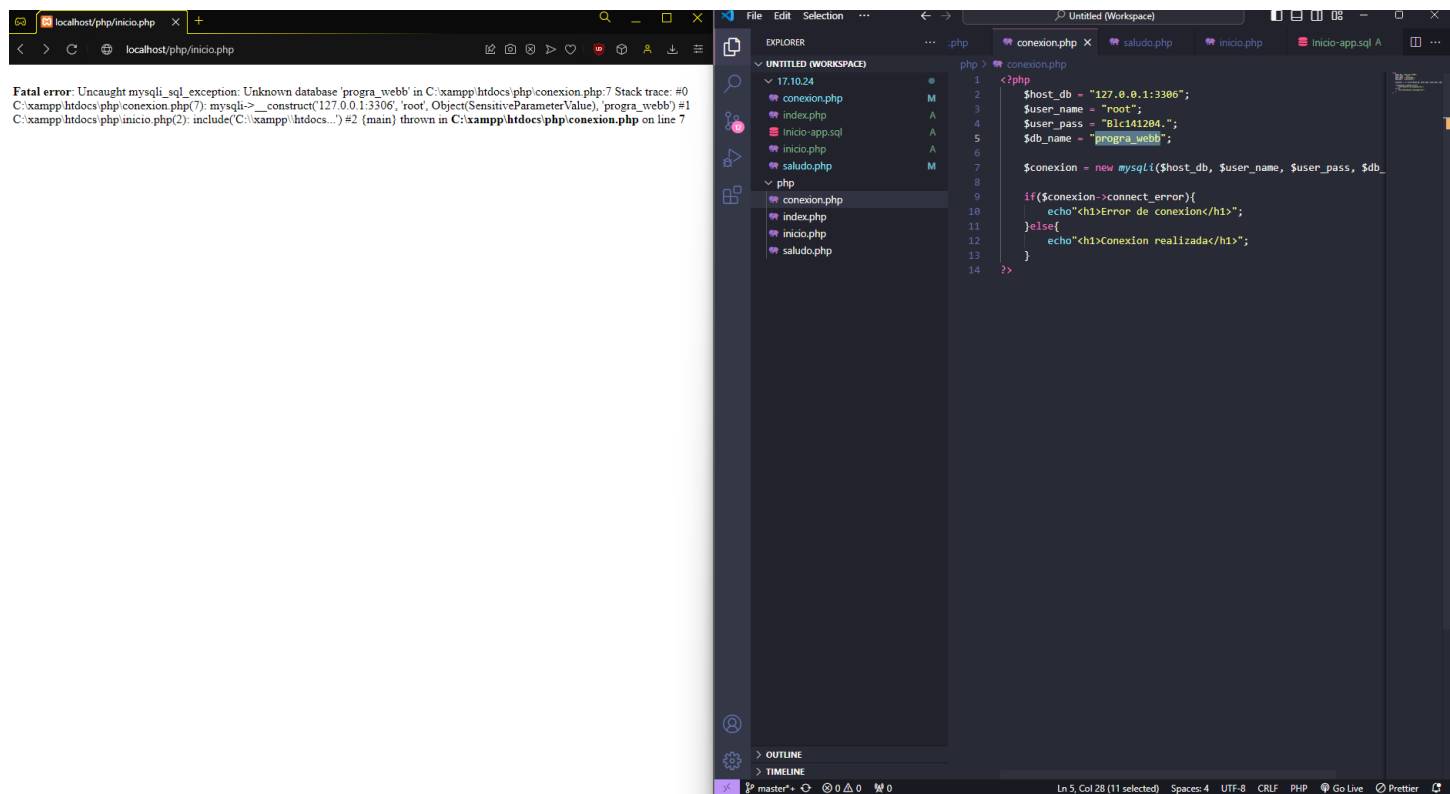 localhost/php/inicio.php
localhost/php/inicio.php
Fatal error: Uncaught mysqli_sql_exception: Unknown database 'progra_webb' in C:\xampp\htdocs\php\conexion.php:7 Stack trace: #0
C:\xampp\htdocs\php\conexion.php(7): mysqli->__construct('127.0.0.1:3306', 'root', Object(SensitiveParameterValue), 'progra_webb') #1
C:\xampp\htdocs\php\inicio.php(2): include('C:\\xampp\\htdocs...') #2 {main} thrown in C:\xampp\htdocs\php\conexion.php on line 7
File Edit Selection ··· Untitled (Workspace)
EXPLORER ···
.php conexion.php saludo.php inicio.php Inicio-app.sql A ···
UNTITLED (WORKSPACE)
17.10.24
conexion.php M
index.php A
Inicio-app.sql A
inicio.php A
saludo.php M
php
conexion.php
index.php
inicio.php
saludo.php
12
OUTLINE
TIMELINE
php > conexion.php
1 <?php
2 $host_db = "127.0.0.1:3306";
3 $user_name = "root";
4 $user_pass = "Blc141204.";
5 $db_name = "progra_webb";
6
7 $conexion = new mysqli($host_db, $user_name, $user_pass, $db_
8
9 if($conexion->connect_error){
10 echo"<h1>Error de conexion</h1>";
11 }else{
12 echo"<h1>Conexion realizada</h1>";
13 }
14 ?>
master*+ 0 0 0 Ln 5, Col 28 (11 selected) Spaces: 4 UTF-8 CRLF PHP Go Live Prettier